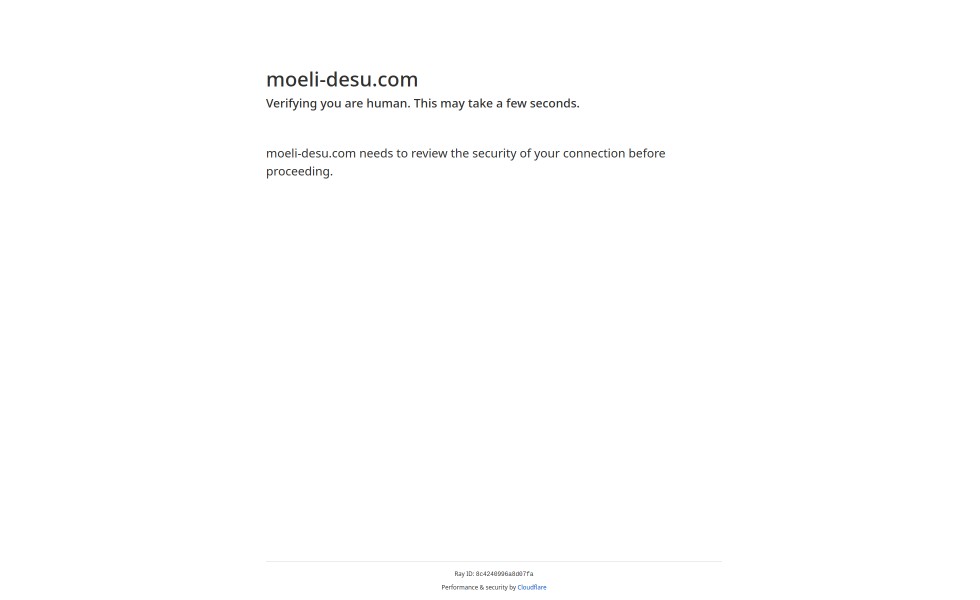 moeli-desu.com
Verifying you are human. This may take a few seconds.
moeli-desu.com needs to review the security of your connection before
proceeding.
Ray ID: 8c4240996a8d07fa
Performance & security by Cloudflare